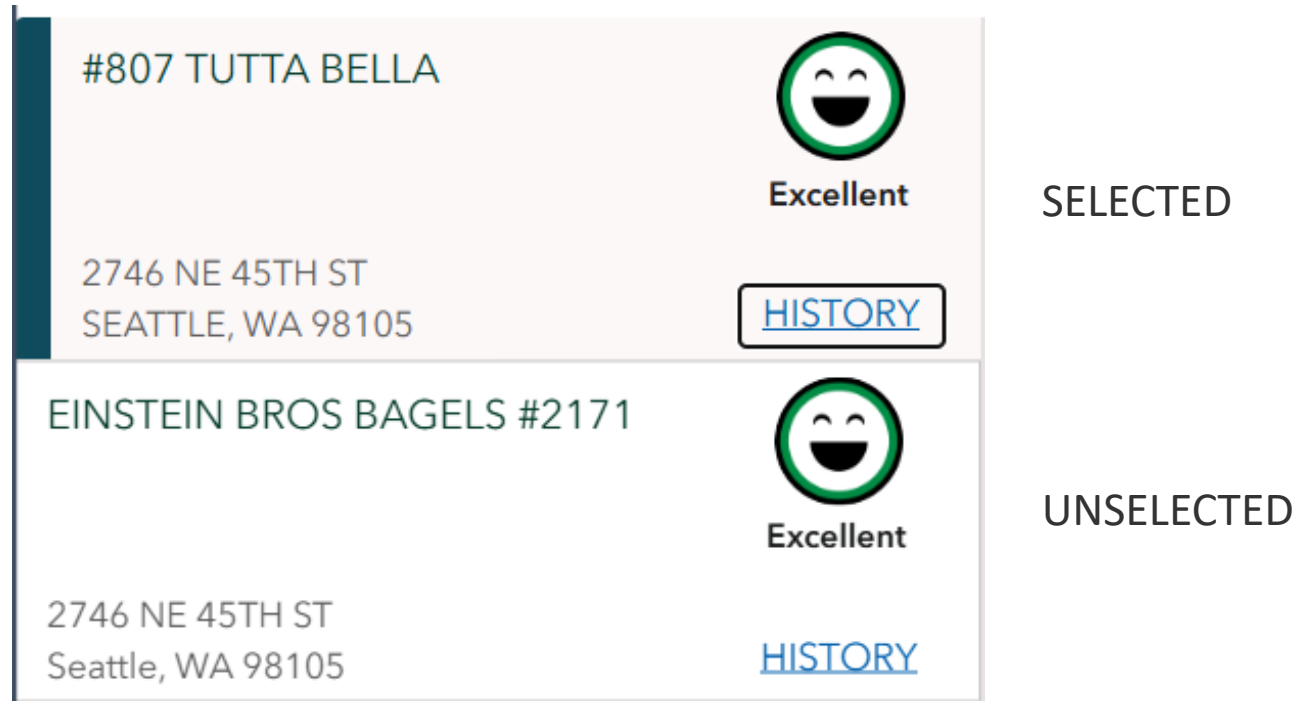 #807 TUTTA BELLA
Excellent
SELECTED
2746 NE 45TH ST
SEATTLE, WA 98105
HISTORY
EINSTEIN BROS BAGELS #2171
Excellent
UNSELECTED
2746 NE 45TH ST
Seattle, WA 98105
HISTORY